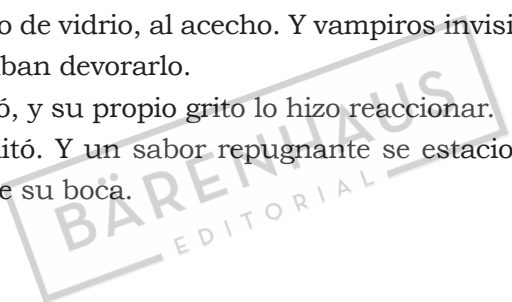 o de vidrio, al acecho. Y vampiros invisi
ban devorarlo.
ó, y su propio grito lo hizo reaccionar.
itó. Y un sabor repugnante se estacio
e su boca.
BÄRENHAUS
EDITORIAL